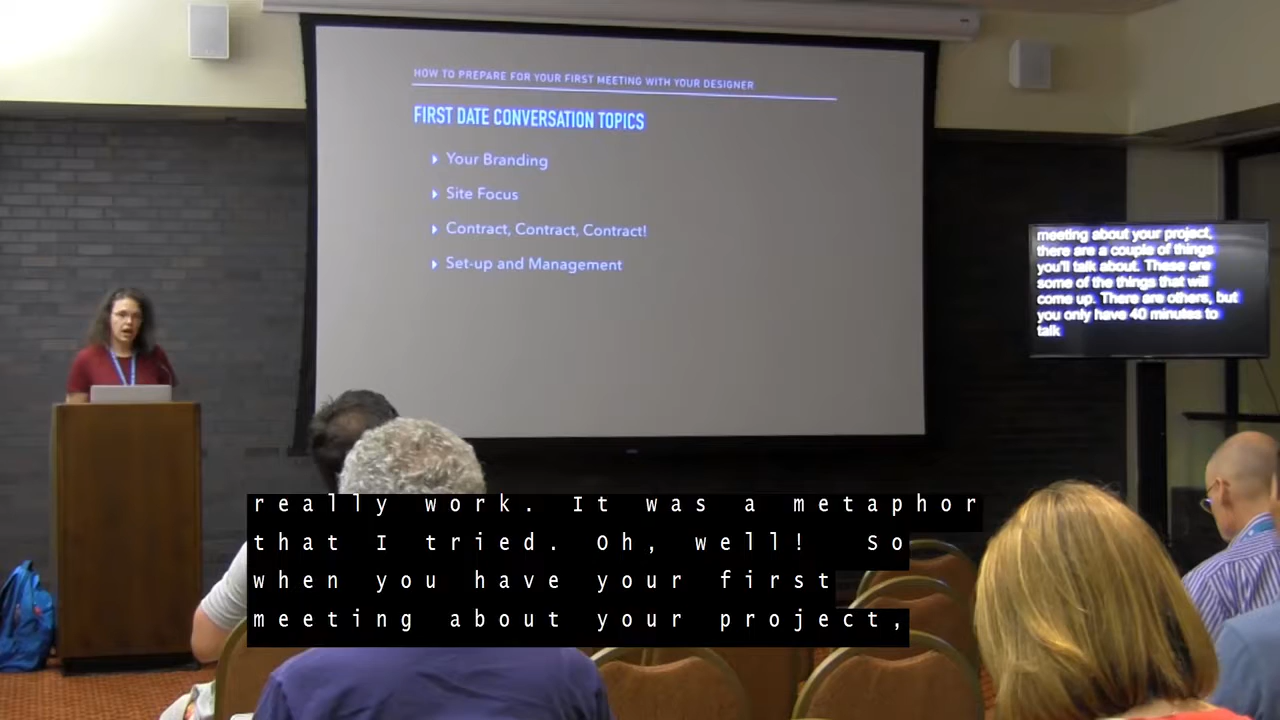 HOW TO PREPARE FOR YOUR FIRST MEETING WITH YOUR DESIGNER
FIRST DATE CONVERSATION TOPICS
Your Branding
Site Focus
Contract, Contract, Contract!
Set-up and Management
meeting about your project,
there are a couple of things
you'll talk about. These are
some of the things that will
come up. There are others, but
you only have 40 minutes to
talk
really work. It was a metaphor
that I tried. Oh, well! So
when you have your first
meeting about your project,